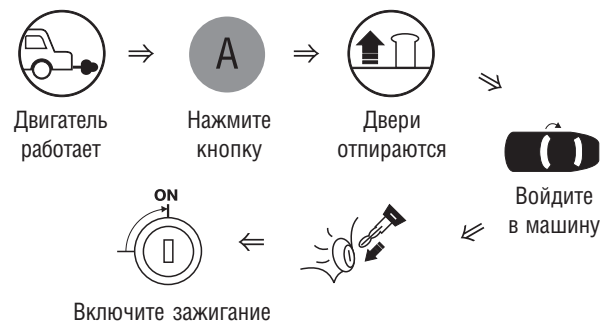 A
Двигатель
работает
Нажмите
кнопку
Двери
отпираются
Войдите
в машину
ON
Включите зажигание